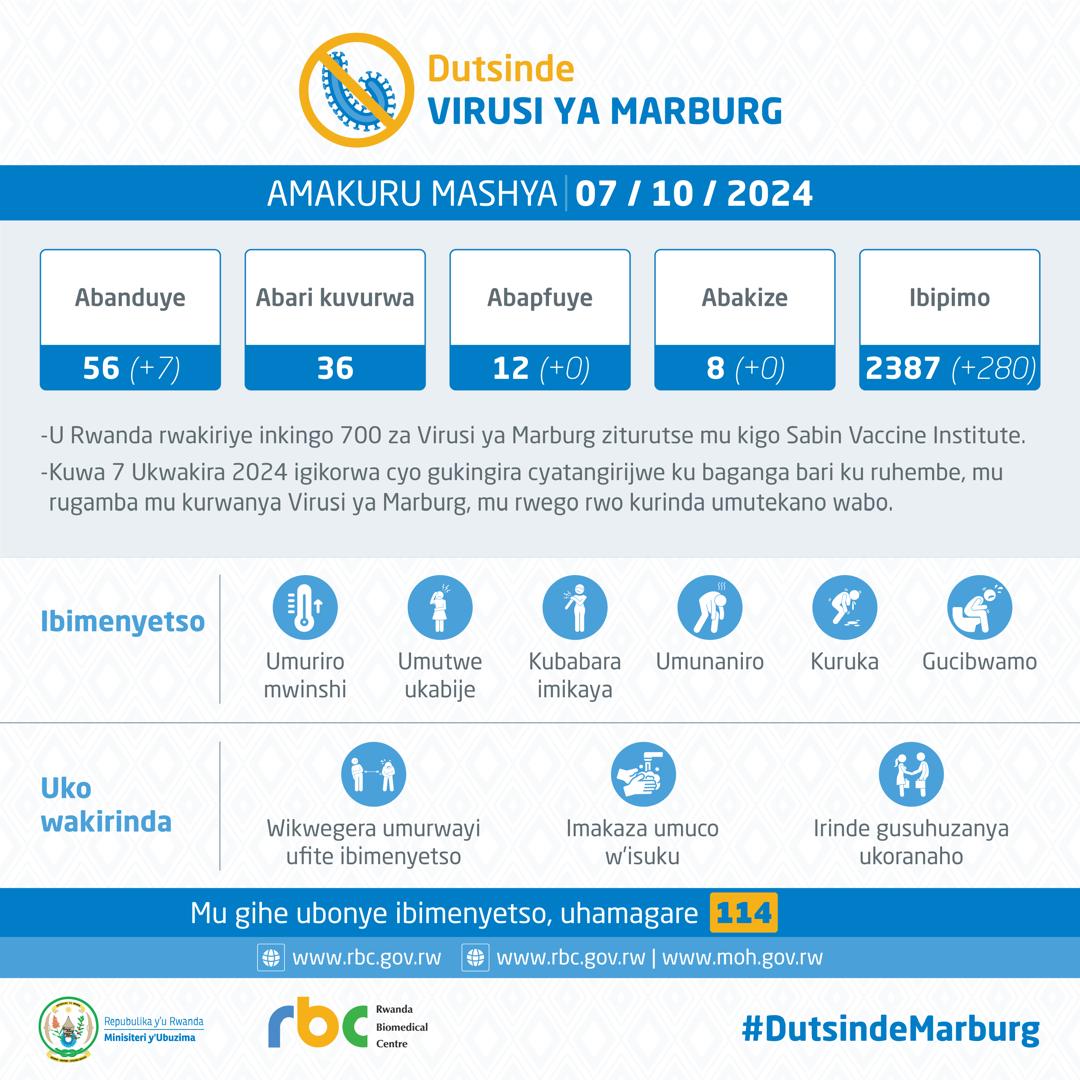 Dutsinde
VIRUSI YA MARBURG
AMAKURU MASHYA | 07 / 10 / 2024
Abanduye
56 (+7)
Abari kuvurwa
36
Abapfuye
12 (+0)
Abakize
8 (+0)
Ibipimo
2387 (+280)
-U Rwanda rwakiriye inkingo 700 za Virusi ya Marburg ziturutse mu kigo Sabin Vaccine Institute.
-Kuwa 7 Ukwakira 2024 igikorwa cyo gukingira cyatangirijwe ku baganga bari ku ruhembe, mu
rugamba mu kurwanya Virusi ya Marburg, mu rwego rwo kurinda umutekano wabo.
Ibimenyetso
Umuriro
mwinshi
Umutwe
ukabije
Kubabara
imikaya
Umunaniro
Kuruka
Gucibwamo
Uko
wakirinda
Wikwegera umurwayi
ufite ibimenyetso
Imakaza umuco
w'isuku
Irinde gusuhuzanya
ukoranaho
Mu gihe ubonye ibimenyetso, uhamagare 114
www.rbc.gov.rw www.rbc.gov.rw | www.moh.gov.rw
Repubulika y'u Rwanda
Minisiteri y'Ubuzima
rbc
Rwanda
Biomedical
Centre
#DutsindeMarburg